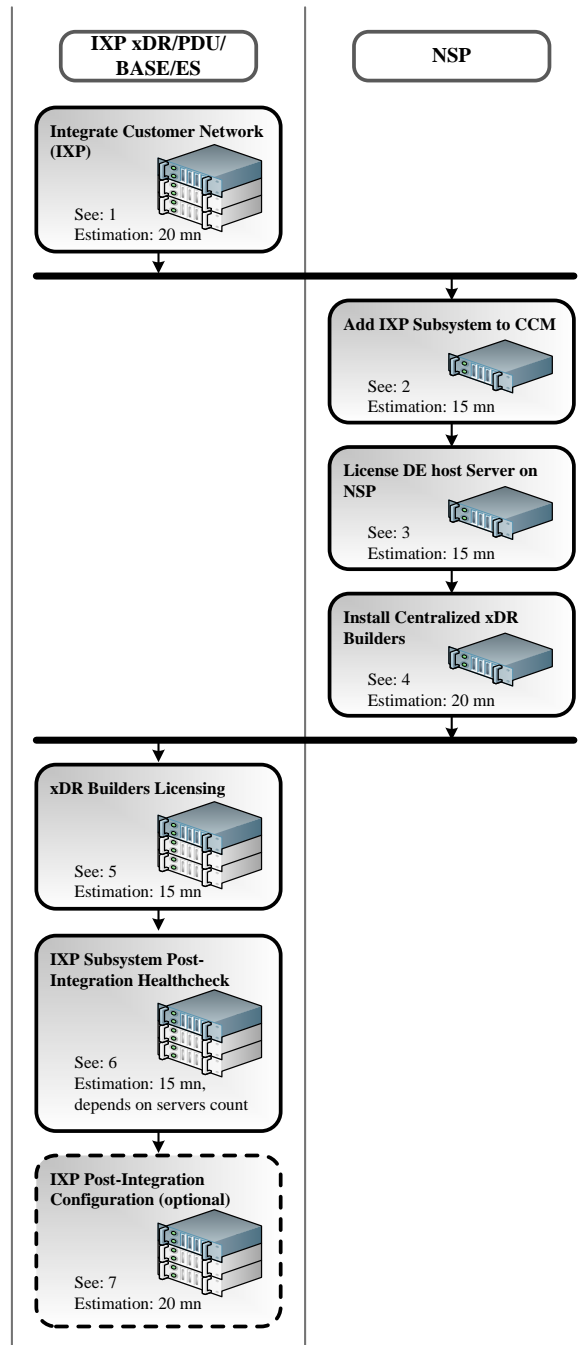 IXP xDR/PDU/
BASE/ES
NSP
Integrate Customer Network
(IXP)
See: 1
Estimation: 20 mn
Add IXP Subsystem to CCM
See: 2
Estimation: 15 mn
License DE host Server on
NSP
See: 3
Estimation: 15 mn
Install Centralized xDR
Builders
See: 4
Estimation: 20 mn
xDR Builders Licensing
See: 5
Estimation: 15 mn
IXP Subsystem Post-
Integration Healthcheck
See: 6
Estimation: 15 mn,
depends on servers count
IXP Post-Integration
Configuration (optional)
See: 7
Estimation: 20 mn